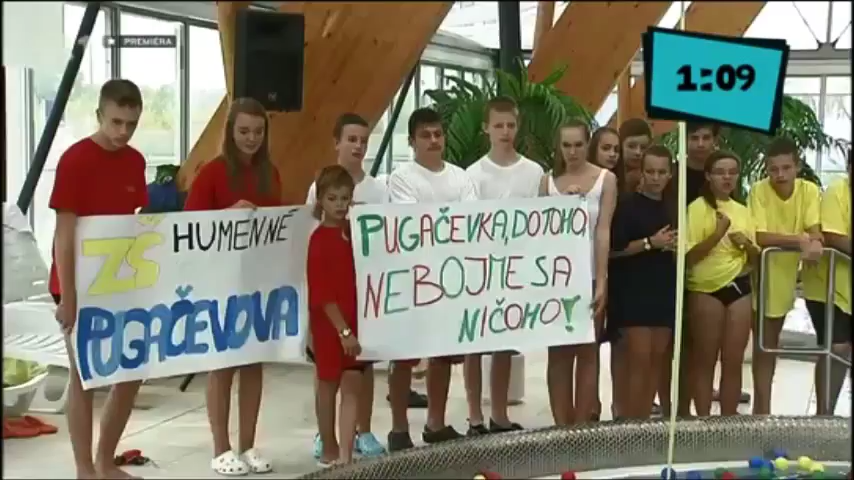 PREMIÉRA
1:09
ZŠ HUMENNÉ
PUGAČEVOVA
PUGAČEVKA, DO TOHO,
NEBOJME SA
NIČOHO!